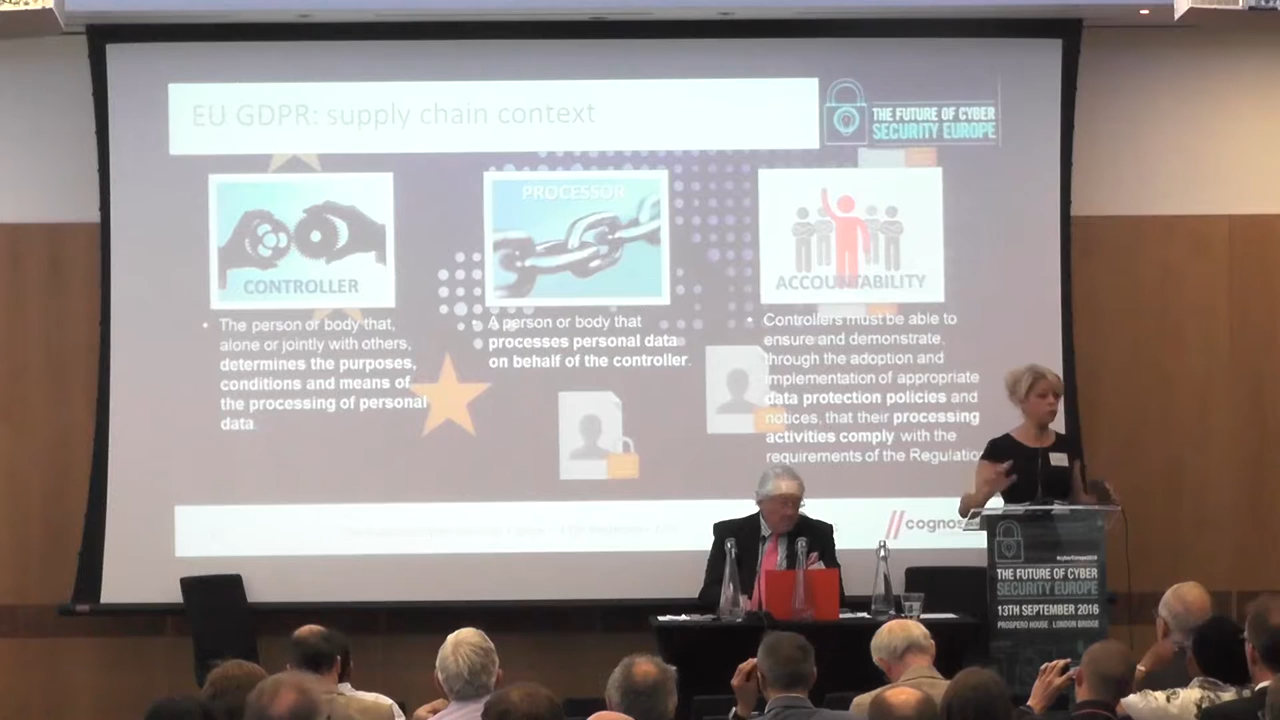 EU GDPR: supply chain context
THE FUTURE OF CYBER
SECURITY EUROPE
CONTROLLER
PROCESSOR
ACCOUNTABILITY
• The person or body that,
alone or jointly with others,
determines the purposes,
conditions and means of
the processing of personal
data.
• A person or body that
processes personal data
on behalf of the controller.
• Controllers must be able to
ensure and demonstrate,
through the adoption and
implementation of appropriate
data protection policies and
notices, that their processing
activities comply with the
requirements of the Regulatio
cognos
#cyberEurope2016
THE FUTURE OF CYBER
SECURITY EUROPE
13TH SEPTEMBER 2016
PROSPERO HOUSE . LONDON BRIDGE